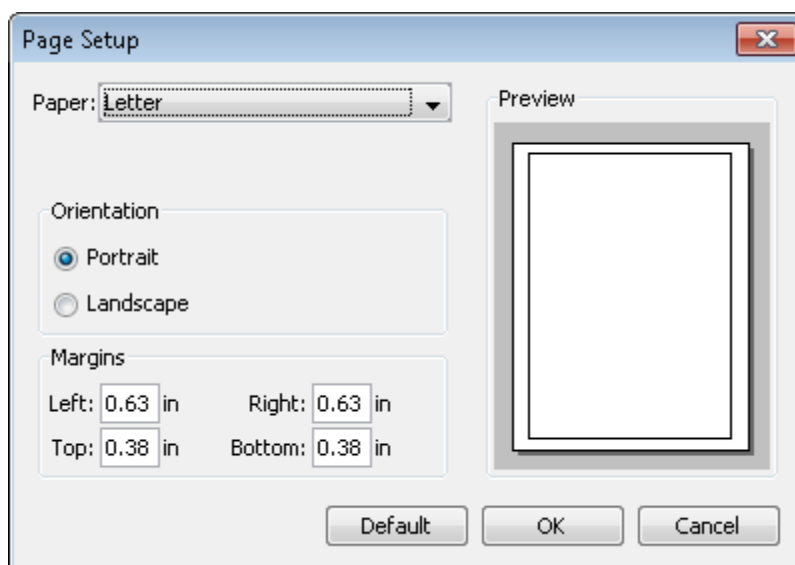 Page Setup
Paper: Letter
Preview
Orientation
Portrait
Landscape
Margins
Left: 0.63 in Right: 0.63 in
Top: 0.38 in Bottom: 0.38 in
Default OK Cancel